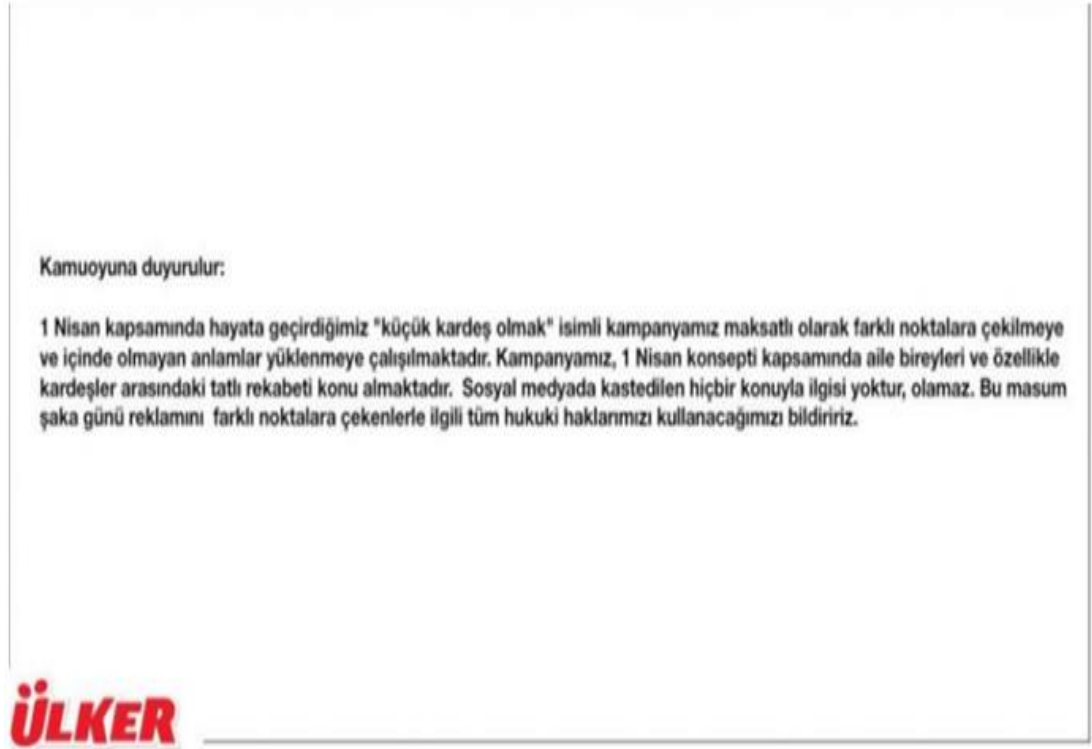 Kamuoyuna duyurulur:
1 Nisan kapsamında hayata geçirdiğimiz "küçük kardeş olmak" isimli kampanyamız maksatlı olarak farklı noktalara çekilmeye
ve içinde olmayan anlamlar yüklenmeye çalışılmaktadır. Kampanyamız, 1 Nisan konsepti kapsamında aile bireyleri ve özellikle
kardeşler arasındaki tatlı rekabeti konu almaktadır. Sosyal medyada kastedilen hiçbir konuyla ilgisi yoktur, olamaz. Bu masum
şaka günü reklamını farklı noktalara çekenlerle ilgili tüm hukuki haklarımızı kullanacağımızı bildiririz.
ÜLKER